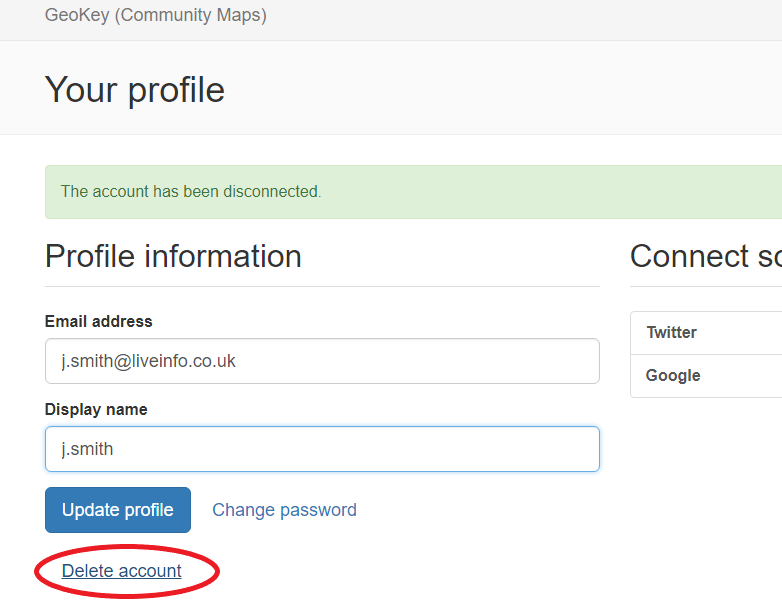 GeoKey (Community Maps)
Your profile
The account has been disconnected.
Profile information
Email address
j.smith@liveinfo.co.uk
Display name
j.smith
Update profile
Change password
Delete account
Connect
Twitter
Google